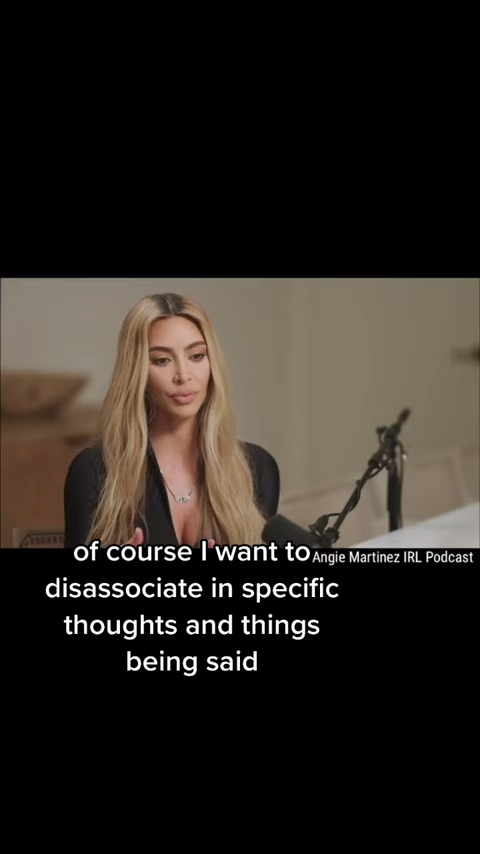 of course I want to
Angie Martinez IRL Podcast
disassociate in specific
thoughts and things
being said